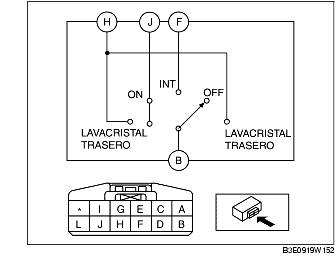 H J F
INT
ON OFF
LAVACRISTAL TRASERO
LAVACRISTAL TRASERO
B
* I G E C A
L J H F D B
B3E0919W152